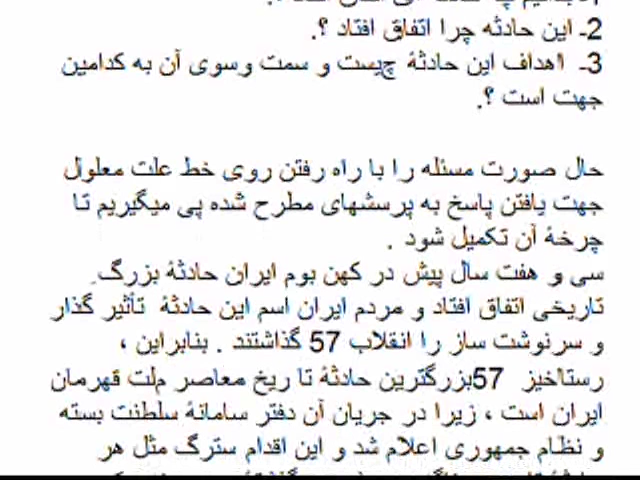 2ـ این حادثه چرا اتفاق افتاد ؟.
3ـ اهداف این حادثهٔ چیست و سمت وسوی آن به کدامین
جهت است ؟.
حال صورت مسئله را با راه رفتن روی خط علت معلول
جهت یافتن پاسخ به پرسشهای مطرح شده پی میگیریم تا
چرخهٔ آن تکمیل شود .
سی و هفت سال پیش در کهن بوم ایران حادثهٔ بزرگِ
تاریخی اتفاق افتاد و مردم ایران اسم این حادثهٔ تأثیر گذار
و سرنوشت ساز را انقلاب 57 گذاشتند . بنابراین ،
رستاخیز 57بزرگترین حادثهٔ تا ریخ معاصر ملت قهرمان
ایران است ، زیرا در جریان آن دفتر سامانهٔ سلطنت بسته
و نظام جمهوری اعلام شد و این اقدام سترگ مثل هر